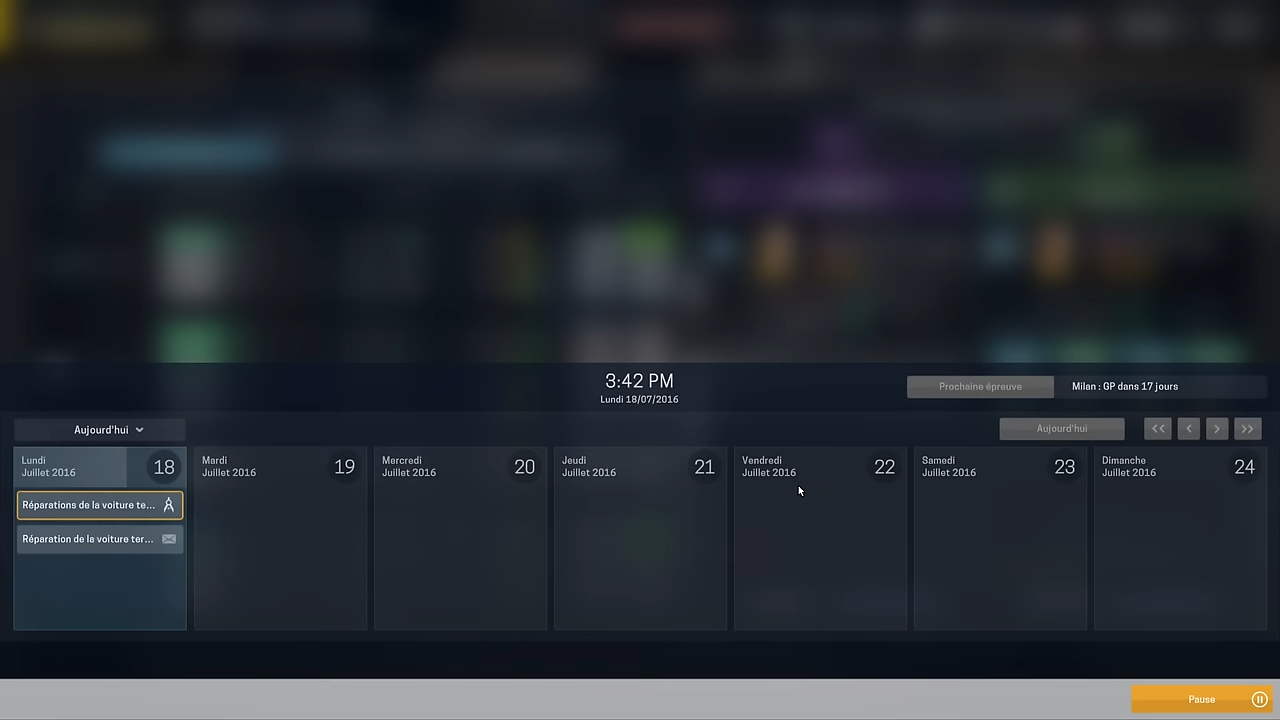 3:42 PM
Lundi 18/07/2016
Prochaine épreuve
Milan : GP dans 17 jours
Aujourd'hui
Aujourd'hui
Lundi
Juillet 2016
18
Réparations de la voiture te...
Réparation de la voiture ter...
Mardi
Juillet 2016
19
Mercredi
Juillet 2016
20
Jeudi
Juillet 2016
21
Vendredi
Juillet 2016
22
Samedi
Juillet 2016
23
Dimanche
Juillet 2016
24
Pause